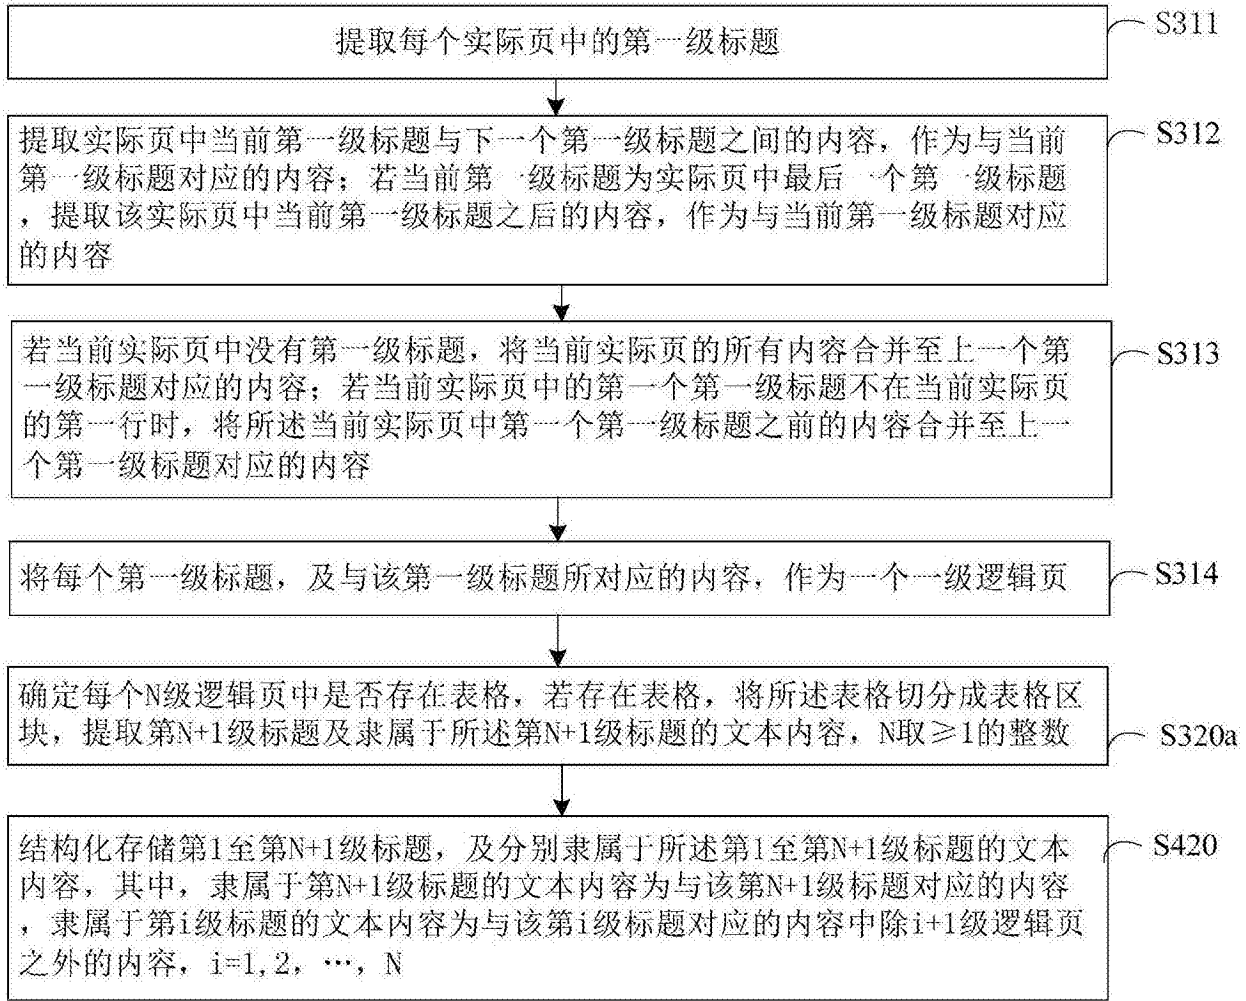 提取每个实际页中的第一级标题
S311
提取实际页中当前第一级标题与下一个第一级标题之间的内容，作为与当前
第一级标题对应的内容；若当前第一级标题为实际页中最后一个第一级标题
，提取该实际页中当前第一级标题之后的内容，作为与当前第一级标题对应
的内容
S312
若当前实际页中没有第一级标题，将当前实际页的所有内容合并至上一个第
一级标题对应的内容；若当前实际页中的第一个第一级标题不在当前实际页
的第一行时，将所述当前实际页中第一个第一级标题之前的内容合并至上一
个第一级标题对应的内容
S313
将每个第一级标题，及与该第一级标题所对应的内容，作为一个一级逻辑页
S314
确定每个N级逻辑页中是否存在表格，若存在表格，将所述表格切分成表格区
块，提取第N+1级标题及隶属于所述第N+1级标题的文本内容，N取≥1的整数
S320a
结构化存储第1至第N+1级标题，及分别隶属于所述第1至第N+1级标题的文本
内容，其中，隶属于第N+1级标题的文本内容为与该第N+1级标题对应的内容
，隶属于第i级标题的文本内容为与该第i级标题对应的内容中除i+1级逻辑页
之外的内容，i=1,2，…，N
S420